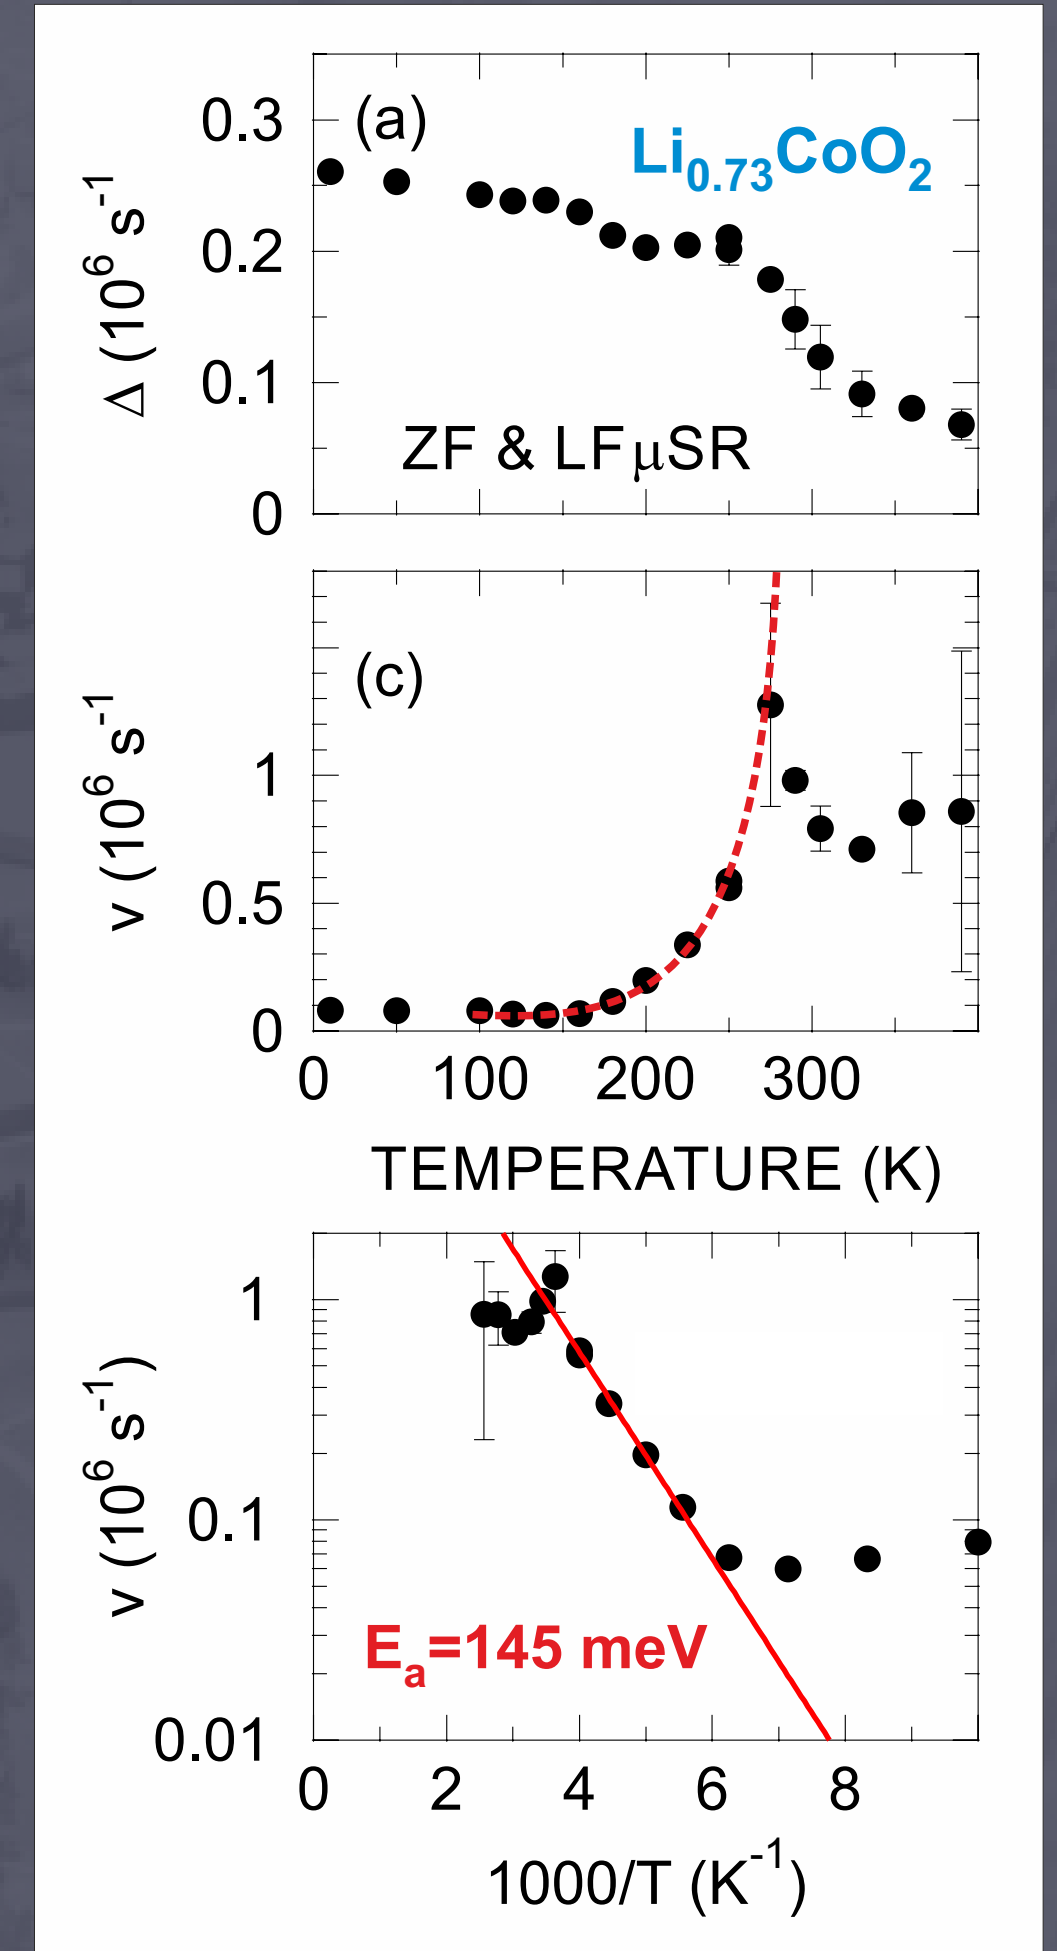 0.3
(a)
Li0.73CoO2
0.2
0.1
0
Δ (10^6 s^-1)
ZF & LFμSR
(c)
1
0.5
0
ν (10^6 s^-1)
0 100 200 300
TEMPERATURE (K)
1
0.1
0.01
ν (10^6 s^-1)
Ea=145 meV
0 2 4 6 8
1000/T (K^-1)